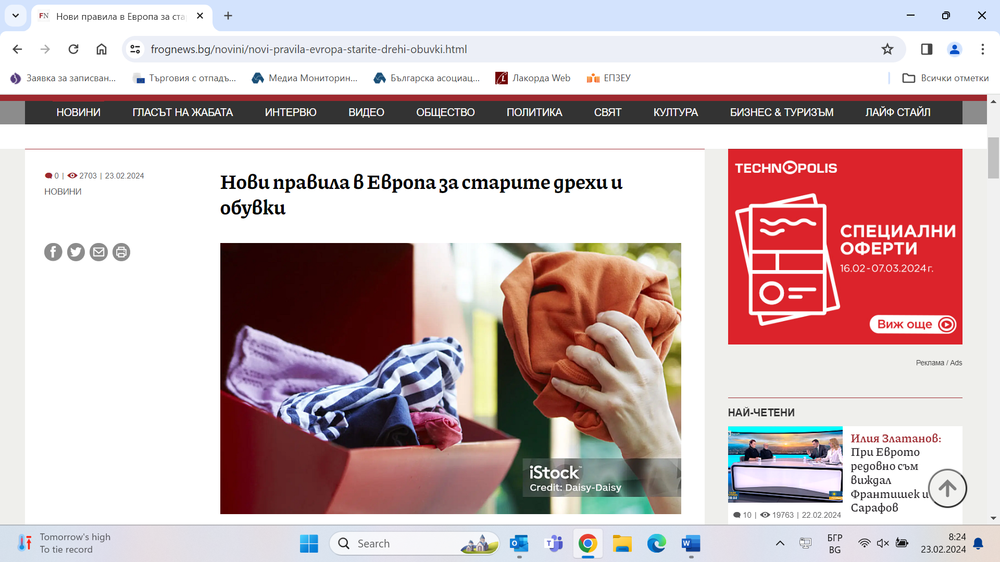 FN Нови правила в Европа за ста
frognews.bg/novini/novi-pravila-evropa-starite-drehi-obuvki.html
Заявка за записван...
Търговия с отпадъ...
Медиа Мониторин...
Българска асоциац...
Лакорда Web
ЕПЗЕУ
Всички отметки
НОВИНИ
ГЛАСЪТ НА ЖАБАТА
ИНТЕРВЮ
ВИДЕО
ОБЩЕСТВО
ПОЛИТИКА
СВЯТ
КУЛТУРА
БИЗНЕС & ТУРИЗЪМ
ЛАЙФ СТАЙЛ
0 | 2703 | 23.02.2024
НОВИНИ
Нови правила в Европа за старите дрехи и
обувки
iStock™
Credit: Daisy-Daisy
TECHNOPOLIS
СПЕЦИАЛНИ
ОФЕРТИ
16.02-07.03.2024г.
Виж още
Реклама / Ads
НАЙ-ЧЕТЕНИ
Илия Златанов:
При Еврото
редовно съм
виждал
Франтишек и
Сарафов
10 | 19763 | 22.02.2024
Tomorrow's high
To tie record
Search
БГР
BG
8:24
23.02.2024